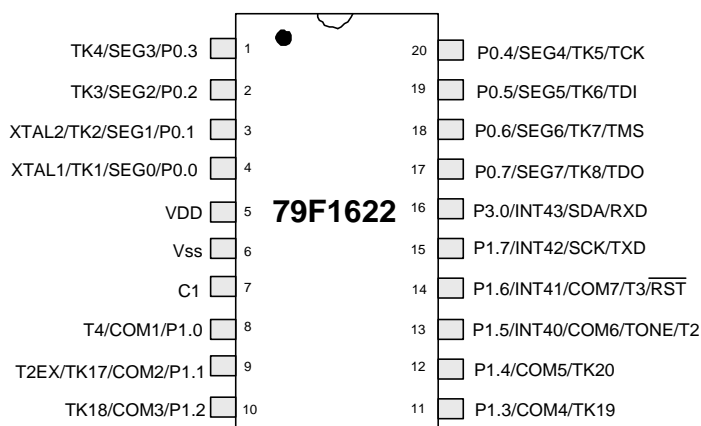 TK4/SEG3/P0.3 1 20 P0.4/SEG4/TK5/TCK
TK3/SEG2/P0.2 2 19 P0.5/SEG5/TK6/TDI
XTAL2/TK2/SEG1/P0.1 3 18 P0.6/SEG6/TK7/TMS
XTAL1/TK1/SEG0/P0.0 4 17 P0.7/SEG7/TK8/TDO
VDD 5 79F1622 16 P3.0/INT43/SDA/RXD
Vss 6 15 P1.7/INT42/SCK/TXD
C1 7 14 P1.6/INT41/COM7/T3/RST
T4/COM1/P1.0 8 13 P1.5/INT40/COM6/TONE/T2
T2EX/TK17/COM2/P1.1 9 12 P1.4/COM5/TK20
TK18/COM3/P1.2 10 11 P1.3/COM4/TK19